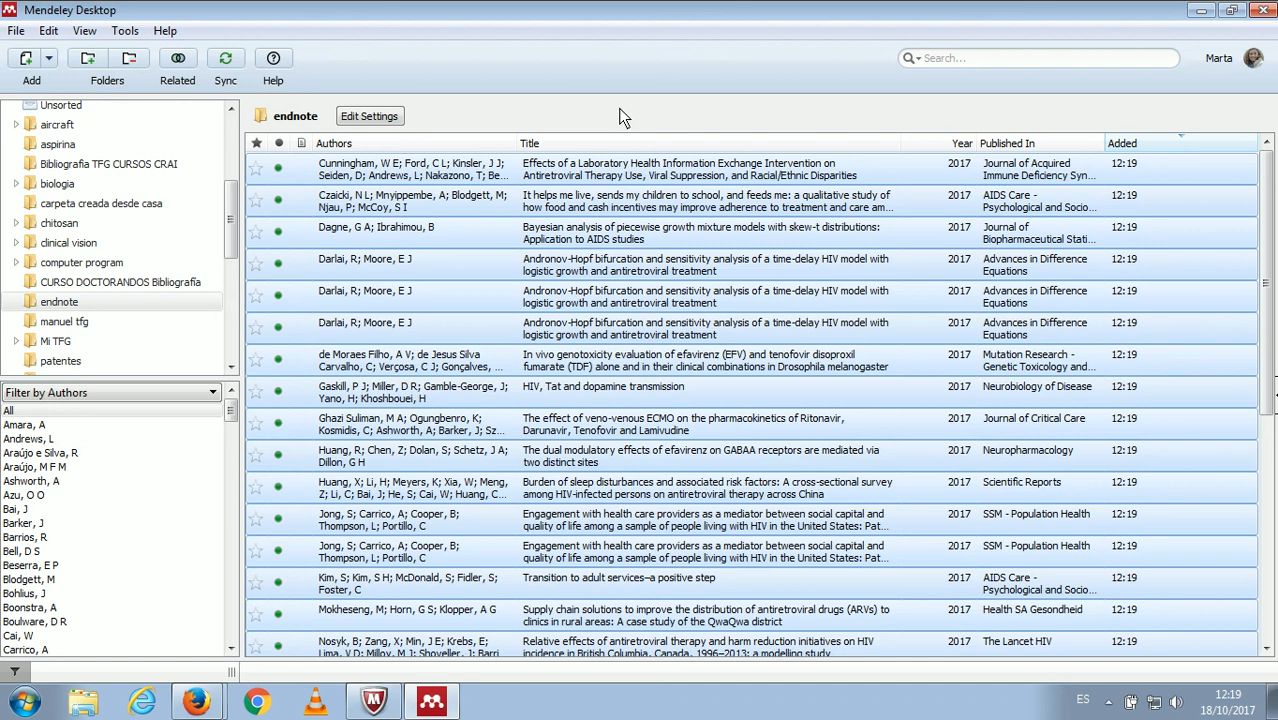 Mendeley Desktop
File Edit View Tools Help
Add Folders Related Sync Help
Search...
Marta
Unsorted
aircraft
aspirina
Bibliografia TFG CURSOS CRAI
biologia
carpeta creada desde casa
chitosan
clinical vision
computer program
CURSO DOCTORANDOS Bibliografía
endnote
manuel tfg
Mi TFG
patentes
Filter by Authors
All
Amara, A
Andrews, L
Araújo e Silva, R
Araújo, M F M
Ashworth, A
Azu, O O
Bai, J
Barker, J
Barrios, R
Bell, D S
Beserra, E P
Blodgett, M
Bohlius, J
Boonstra, A
Boulware, D R
Cai, W
Carrico, A
endnote Edit Settings
Authors Title Year Published In Added
Cunningham, W E; Ford, C L; Kinsler, J J; Effects of a Laboratory Health Information Exchange Intervention on 2017 Journal of Acquired 12:19
Seiden, D; Andrews, L; Nakazono, T; Be... Antiretroviral Therapy Use, Viral Suppression, and Racial/Ethnic Disparities Immune Deficiency Syn...
Czaicki, N L; Mnyippembe, A; Blodgett, M; It helps me live, sends my children to school, and feeds me: a qualitative study of 2017 AIDS Care - 12:19
Njau, P; McCoy, S I how food and cash incentives may improve adherence to treatment and care am... Psychological and Socio...
Dagne, G A; Ibrahimou, B Bayesian analysis of piecewise growth mixture models with skew-t distributions: 2017 Journal of 12:19
Application to AIDS studies Biopharmaceutical Stati...
Darlai, R; Moore, E J Andronov-Hopf bifurcation and sensitivity analysis of a time-delay HIV model with 2017 Advances in Difference 12:19
logistic growth and antiretroviral treatment Equations
Darlai, R; Moore, E J Andronov-Hopf bifurcation and sensitivity analysis of a time-delay HIV model with 2017 Advances in Difference 12:19
logistic growth and antiretroviral treatment Equations
Darlai, R; Moore, E J Andronov-Hopf bifurcation and sensitivity analysis of a time-delay HIV model with 2017 Advances in Difference 12:19
logistic growth and antiretroviral treatment Equations
de Moraes Filho, A V; de Jesus Silva In vivo genotoxicity evaluation of efavirenz (EFV) and tenofovir disoproxil 2017 Mutation Research - 12:19
Carvalho, C; Verçosa, C J; Gonçalves, ... fumarate (TDF) alone and in their clinical combinations in Drosophila melanogaster Genetic Toxicology and...
Gaskill, P J; Miller, D R; Gamble-George, J; HIV, Tat and dopamine transmission 2017 Neurobiology of Disease 12:19
Yano, H; Khoshbouei, H
Ghazi Suliman, M A; Ogungbenro, K; The effect of veno-venous ECMO on the pharmacokinetics of Ritonavir, 2017 Journal of Critical Care 12:19
Kosmidis, C; Ashworth, A; Barker, J; Sz... Darunavir, Tenofovir and Lamivudine
Huang, R; Chen, Z; Dolan, S; Schetz, J A; The dual modulatory effects of efavirenz on GABAA receptors are mediated via 2017 Neuropharmacology 12:19
Dillon, G H two distinct sites
Huang, X; Li, H; Meyers, K; Xia, W; Meng, Burden of sleep disturbances and associated risk factors: A cross-sectional survey 2017 Scientific Reports 12:19
Z; Li, C; Bai, J; He, S; Cai, W; Huang, C... among HIV-infected persons on antiretroviral therapy across China
Jong, S; Carrico, A; Cooper, B; Engagement with health care providers as a mediator between social capital and 2017 SSM - Population Health 12:19
Thompson, L; Portillo, C quality of life among a sample of people living with HIV in the United States: Pat...
Jong, S; Carrico, A; Cooper, B; Engagement with health care providers as a mediator between social capital and 2017 SSM - Population Health 12:19
Thompson, L; Portillo, C quality of life among a sample of people living with HIV in the United States: Pat...
Kim, S; Kim, S H; McDonald, S; Fidler, S; Transition to adult services–a positive step 2017 AIDS Care - 12:19
Foster, C Psychological and Socio...
Mokheseng, M; Horn, G S; Klopper, A G Supply chain solutions to improve the distribution of antiretroviral drugs (ARVs) to 2017 Health SA Gesondheid 12:19
clinics in rural areas: A case study of the QwaQwa district
Nosyk, B; Zang, X; Min, J E; Krebs, E; Relative effects of antiretroviral therapy and harm reduction initiatives on HIV 2017 The Lancet HIV 12:19
Lima, V D; Milloy, M J; Shoveller, J; Barri... incidence in British Columbia, Canada, 1996–2013: a modelling study
ES 12:19
18/10/2017